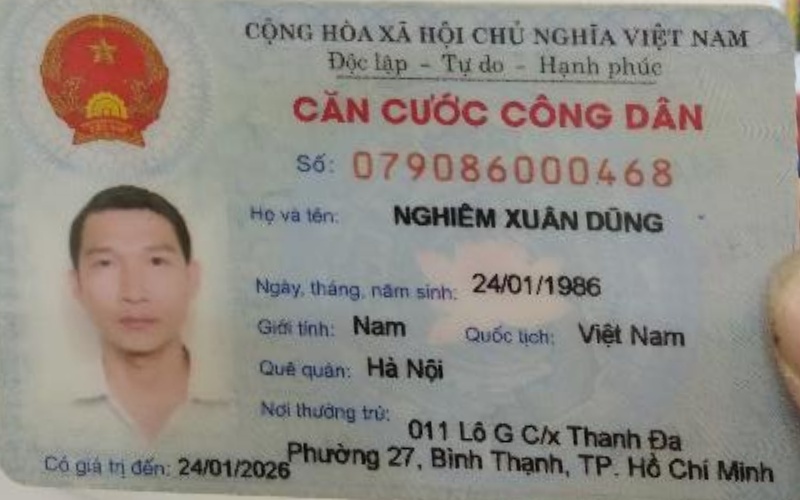 CỘNG HÒA XÃ HỘI CHỦ NGHĨA VIỆT NAM
Độc lập - Tự do - Hạnh phúc
CĂN CƯỚC CÔNG DÂN
Số: 079086000468
Họ và tên: NGHIÊM XUÂN DŨNG
Ngày, tháng, năm sinh: 24/01/1986
Giới tính: Nam Quốc tịch: Việt Nam
Quê quán: Hà Nội
Nơi thường trú: 011 Lô G C/x Thanh Đa
Phường 27, Bình Thạnh, TP. Hồ Chí Minh
Có giá trị đến: 24/01/2026